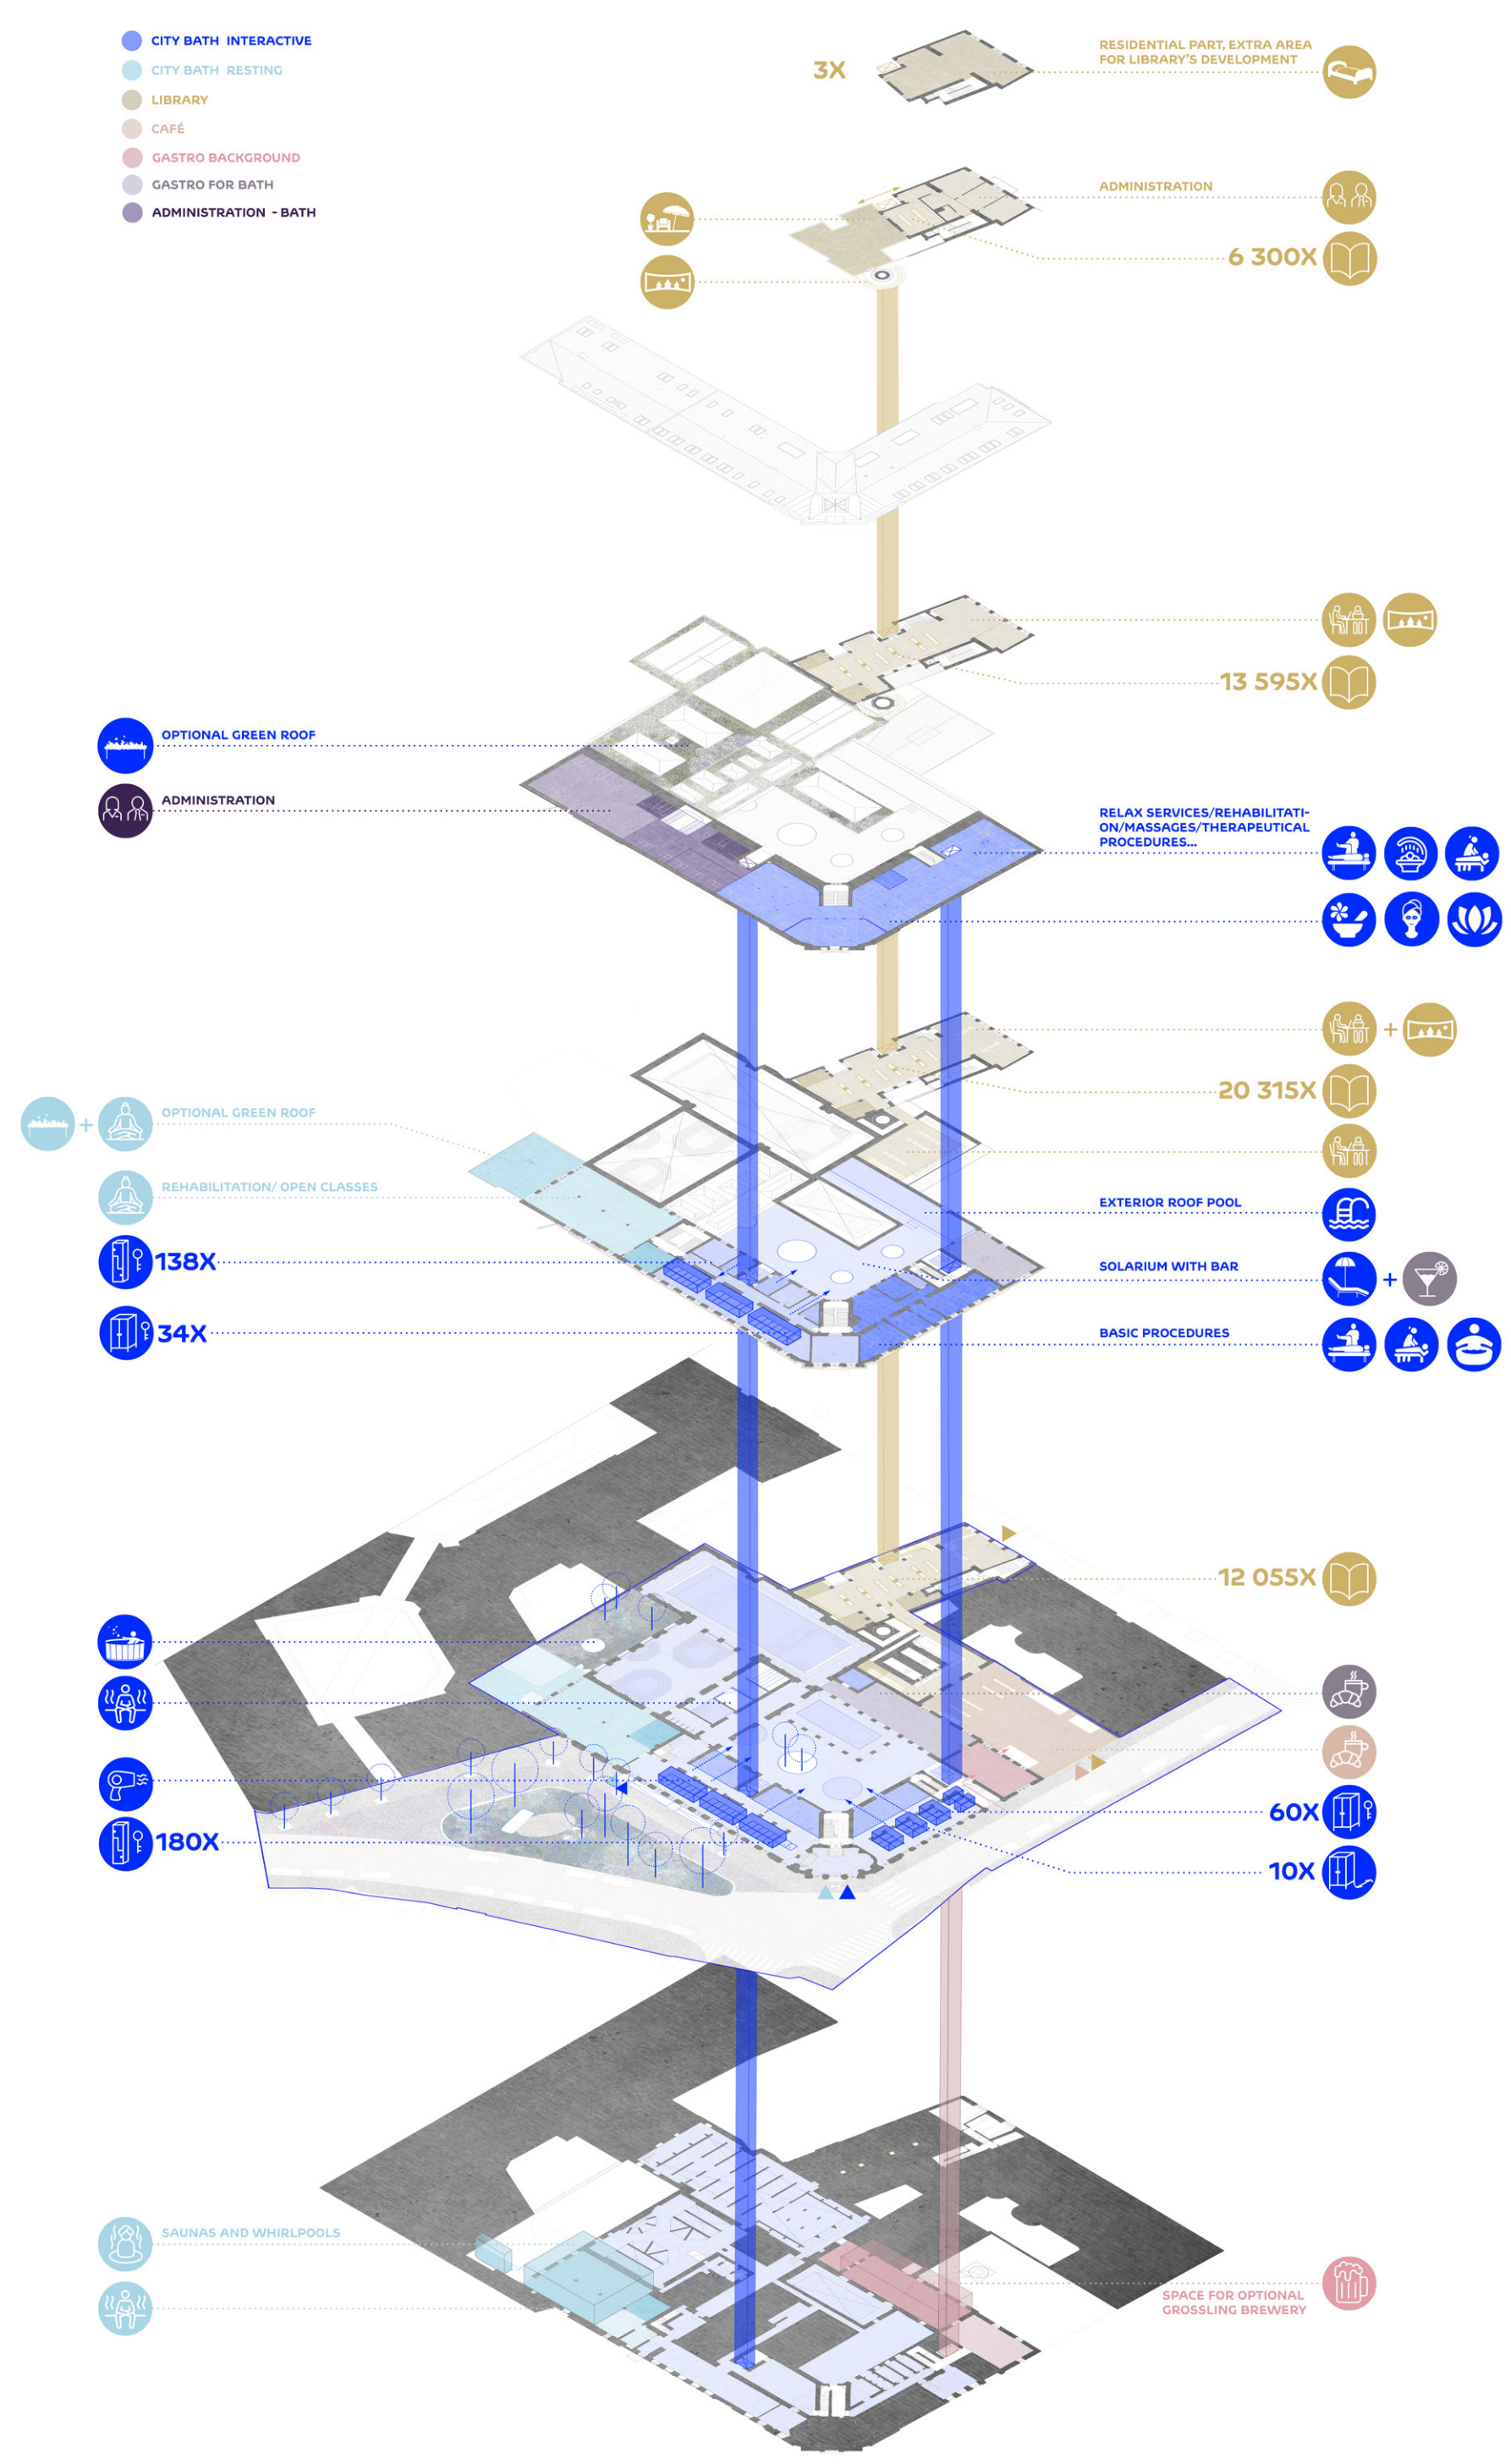 CITY BATH  INTERACTIVE
CITY BATH  RESTING
LIBRARY
CAFÉ
GASTRO BACKGROUND
GASTRO FOR BATH
ADMINISTRATION  - BATH
3X
RESIDENTIAL PART, EXTRA AREA
FOR LIBRARY'S DEVELOPMENT
ADMINISTRATION
6 300X
13 595X
OPTIONAL GREEN ROOF
ADMINISTRATION
RELAX SERVICES/REHABILITATI-
ON/MASSAGES/THERAPEUTICAL
PROCEDURES...
+
20 315X
OPTIONAL GREEN ROOF
+
REHABILITATION/ OPEN CLASSES
EXTERIOR ROOF POOL
138X
SOLARIUM WITH BAR
+
34X
BASIC PROCEDURES
12 055X
60X
180X
10X
SAUNAS AND WHIRLPOOLS
SPACE FOR OPTIONAL
GROSSLING BREWERY